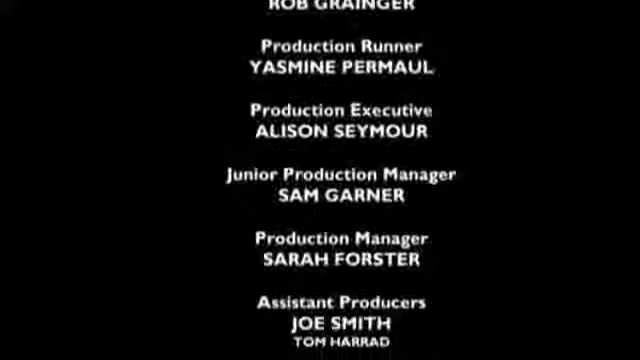 ROB GRAINGER
Production Runner
YASMINE PERMAUL
Production Executive
ALISON SEYMOUR
Junior Production Manager
SAM GARNER
Production Manager
SARAH FORSTER
Assistant Producers
JOE SMITH
TOM HARRAD